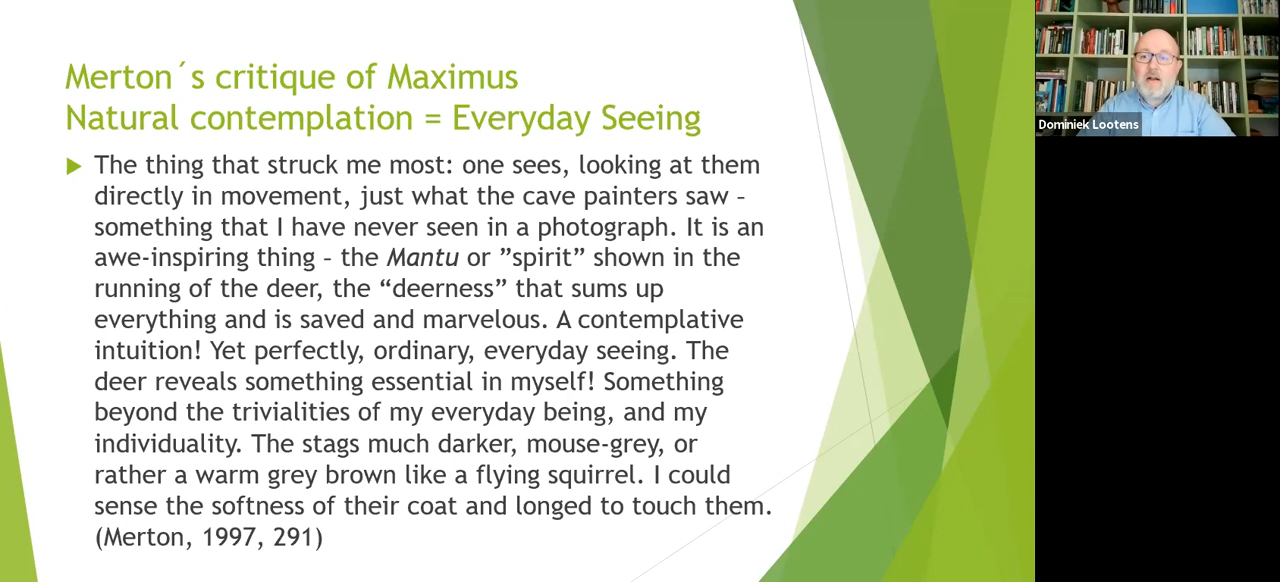 Merton´s critique of Maximus
Natural contemplation = Everyday Seeing
The thing that struck me most: one sees, looking at them
directly in movement, just what the cave painters saw –
something that I have never seen in a photograph. It is an
awe-inspiring thing – the Mantu or ”spirit” shown in the
running of the deer, the “deerness” that sums up
everything and is saved and marvelous. A contemplative
intuition! Yet perfectly, ordinary, everyday seeing. The
deer reveals something essential in myself! Something
beyond the trivialities of my everyday being, and my
individuality. The stags much darker, mouse-grey, or
rather a warm grey brown like a flying squirrel. I could
sense the softness of their coat and longed to touch them.
(Merton, 1997, 291)
Dominiek Lootens